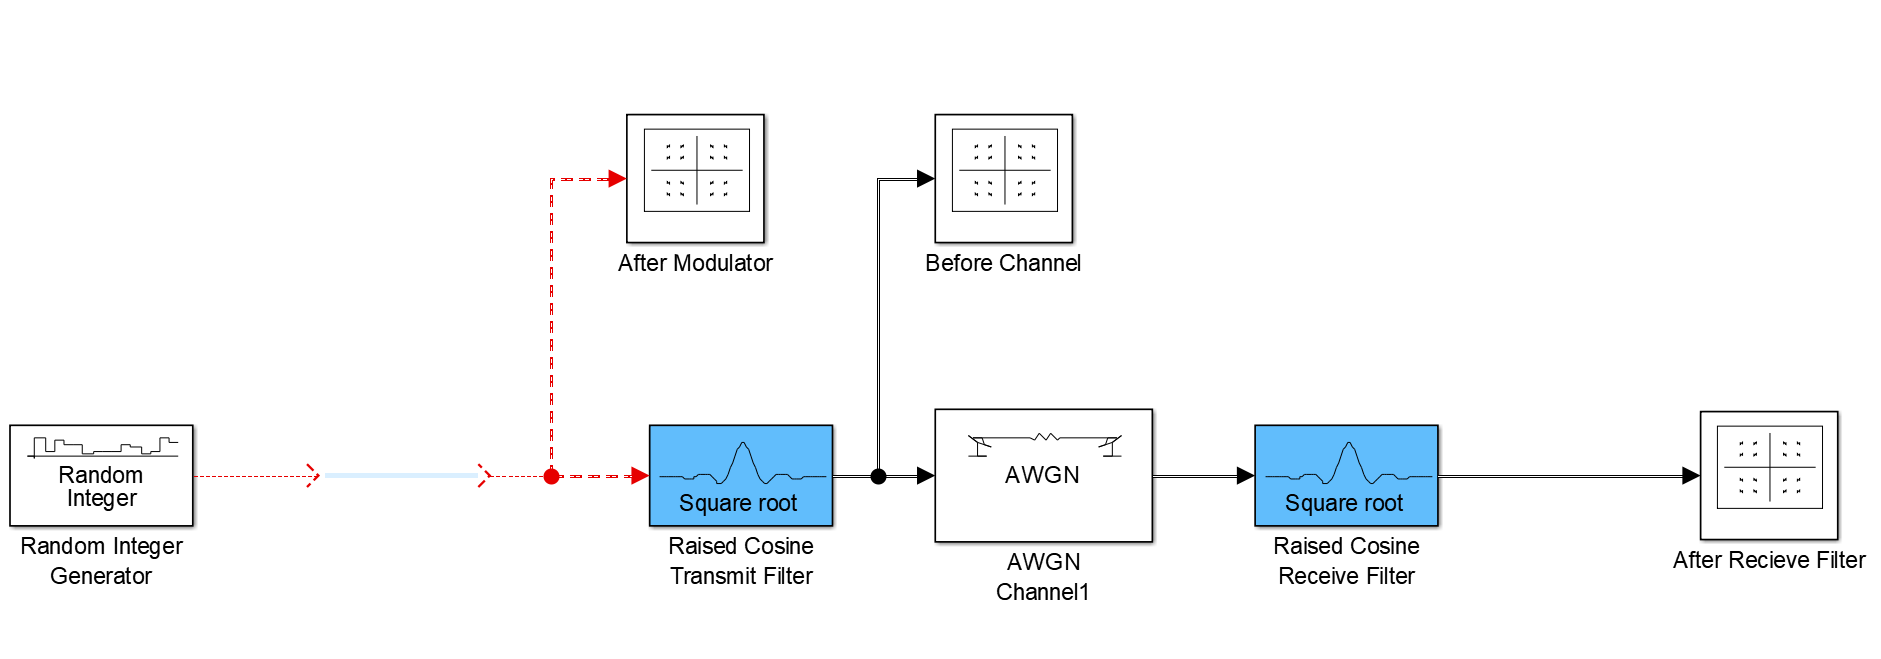 After Modulator
Before Channel
Random
Integer
Random Integer
Generator
Square root
Raised Cosine
Transmit Filter
AWGN
AWGN
Channel1
Square root
Raised Cosine
Receive Filter
After Recieve Filter